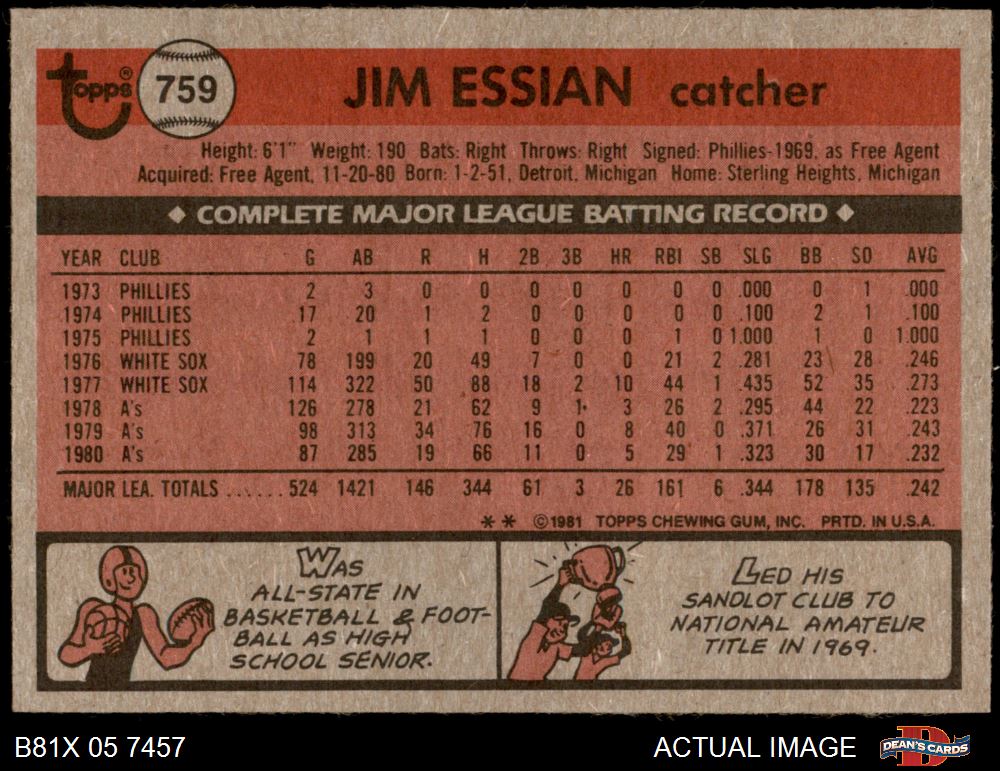 topps® 759 JIM ESSIAN catcher
Height: 6'1" Weight: 190 Bats: Right Throws: Right Signed: Phillies-1969, as Free Agent
Acquired: Free Agent, 11-20-80 Born: 1-2-51, Detroit, Michigan Home: Sterling Heights, Michigan
◆ COMPLETE MAJOR LEAGUE BATTING RECORD ◆
YEAR CLUB G AB R H 2B 3B HR RBI SB SLG BB SO AVG
1973 PHILLIES 2 3 0 0 0 0 0 0 0 .000 0 1 .000
1974 PHILLIES 17 20 1 2 0 0 0 0 0 .100 2 1 .100
1975 PHILLIES 2 1 1 1 0 0 0 1 0 1.000 1 0 1.000
1976 WHITE SOX 78 199 20 49 7 0 0 21 2 .281 23 28 .246
1977 WHITE SOX 114 322 50 88 18 2 10 44 1 .435 52 35 .273
1978 A's 126 278 21 62 9 1 3 26 2 .295 44 22 .223
1979 A's 98 313 34 76 16 0 8 40 0 .371 26 31 .243
1980 A's 87 285 19 66 11 0 5 29 1 .323 30 17 .232
MAJOR LEA. TOTALS ...... 524 1421 146 344 61 3 26 161 6 .344 178 135 .242
** ©1981 TOPPS CHEWING GUM, INC. PRTD. IN U.S.A.
WAS
ALL-STATE IN
BASKETBALL & FOOT-
BALL AS HIGH
SCHOOL SENIOR.
LED HIS
SANDLOT CLUB TO
NATIONAL AMATEUR
TITLE IN 1969.
B81X 05 7457 ACTUAL IMAGE DEAN'S CARDS